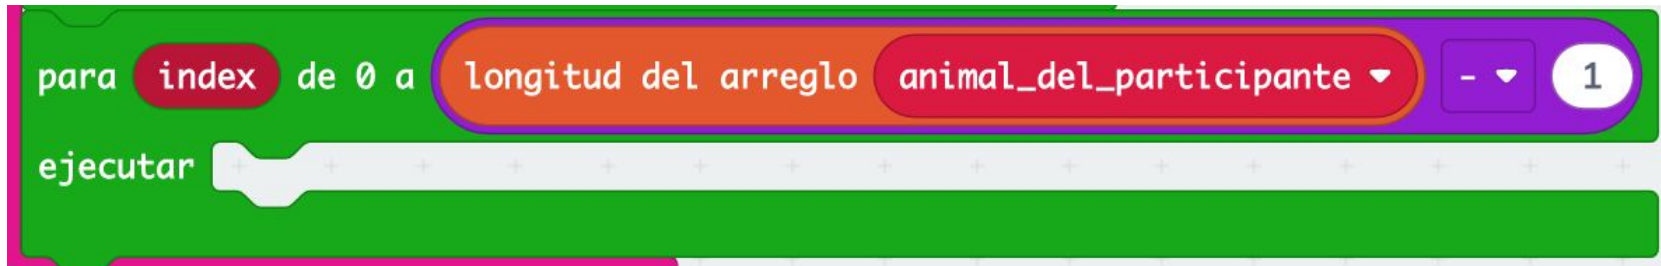 para index de 0 a longitud del arreglo animal_del_participante - 1
ejecutar